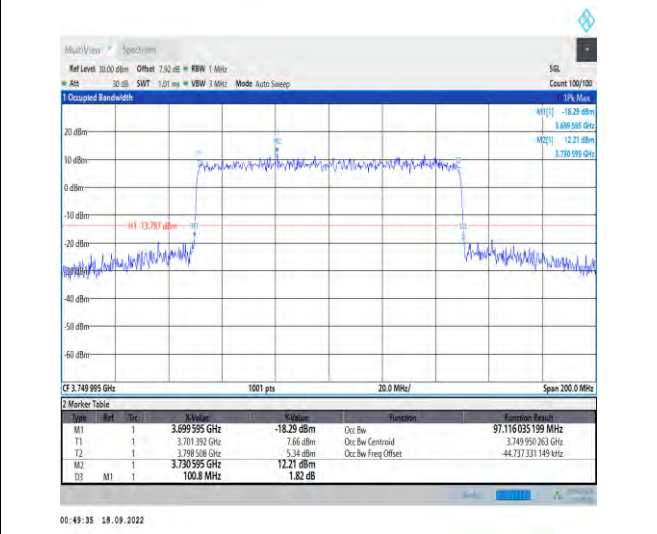 MultiView Spectrum
Ref Level 30.00 dBm Offset 7.92 dB RBW 1 MHz SGL
Att 30 dB SWT 1.01 ms VBW 3 MHz Mode Auto Sweep Count 100/100
1 Occupied Bandwidth 1Pk Max
M1[1] -18.29 dBm
3.699 595 GHz
20 dBm
M2[1] 12.21 dBm
3.730 595 GHz
M2
T1
10 dBm
0 dBm
-10 dBm
H1 -13.787 dBm
M1
D3
-20 dBm
-30 dBm
-40 dBm
-50 dBm
-60 dBm
CF 3.749 995 GHz 1001 pts 20.0 MHz/ Span 200.0 MHz
2 Marker Table
Type Ref Trc X-Value Y-Value Function Function Result
M1 1 3.699 595 GHz -18.29 dBm Occ Bw 97.116 035 199 MHz
T1 1 3.701 392 GHz 7.66 dBm Occ Bw Centroid 3.749 950 263 GHz
T2 1 3.798 508 GHz 5.34 dBm Occ Bw Freq Offset -44.737 331 149 kHz
M2 1 3.730 595 GHz 12.21 dBm
D3 M1 1 100.8 MHz 1.82 dB
00:49:35 18.09.2022